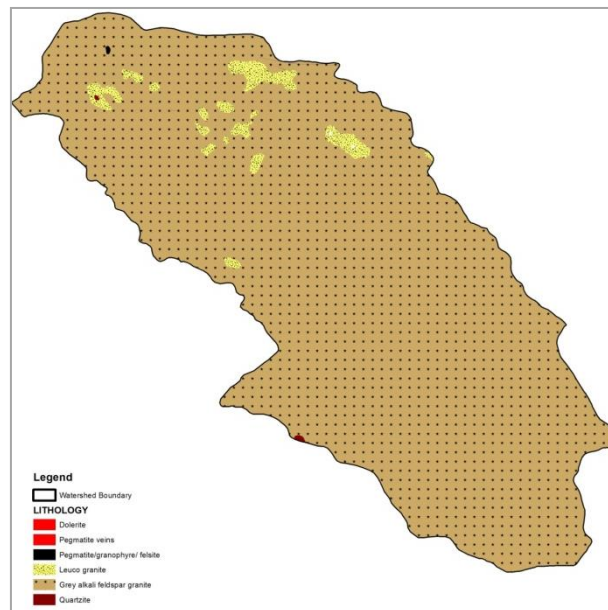 Legend
Watershed Boundary
LITHOLOGY
Dolerite
Pegmatite veins
Pegmatite/granophyre/ felsite
Leuco granite
Grey alkali feldspar granite
Quartzite